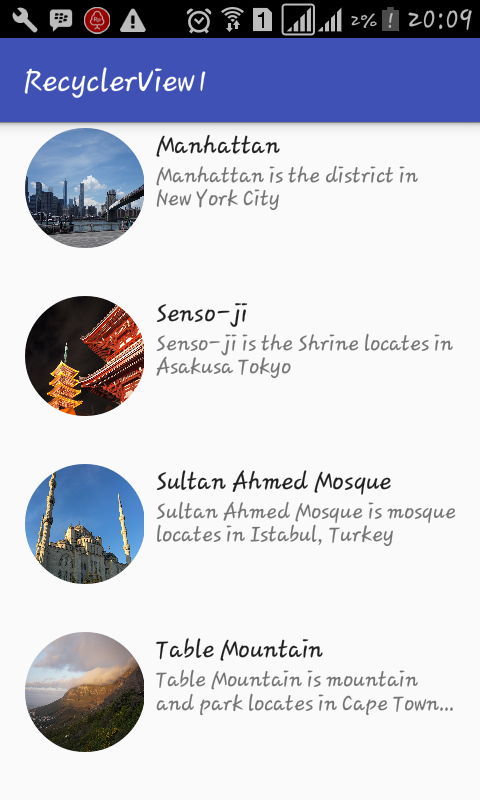 1 2% ! 20:09
RecyclerView1
Manhattan
Manhattan is the district in
New York City
Senso-ji
Senso-ji is the Shrine locates in
Asakusa Tokyo
Sultan Ahmed Mosque
Sultan Ahmed Mosque is mosque
locates in Istabul, Turkey
Table Mountain
Table Mountain is mountain
and park locates in Cape Town...